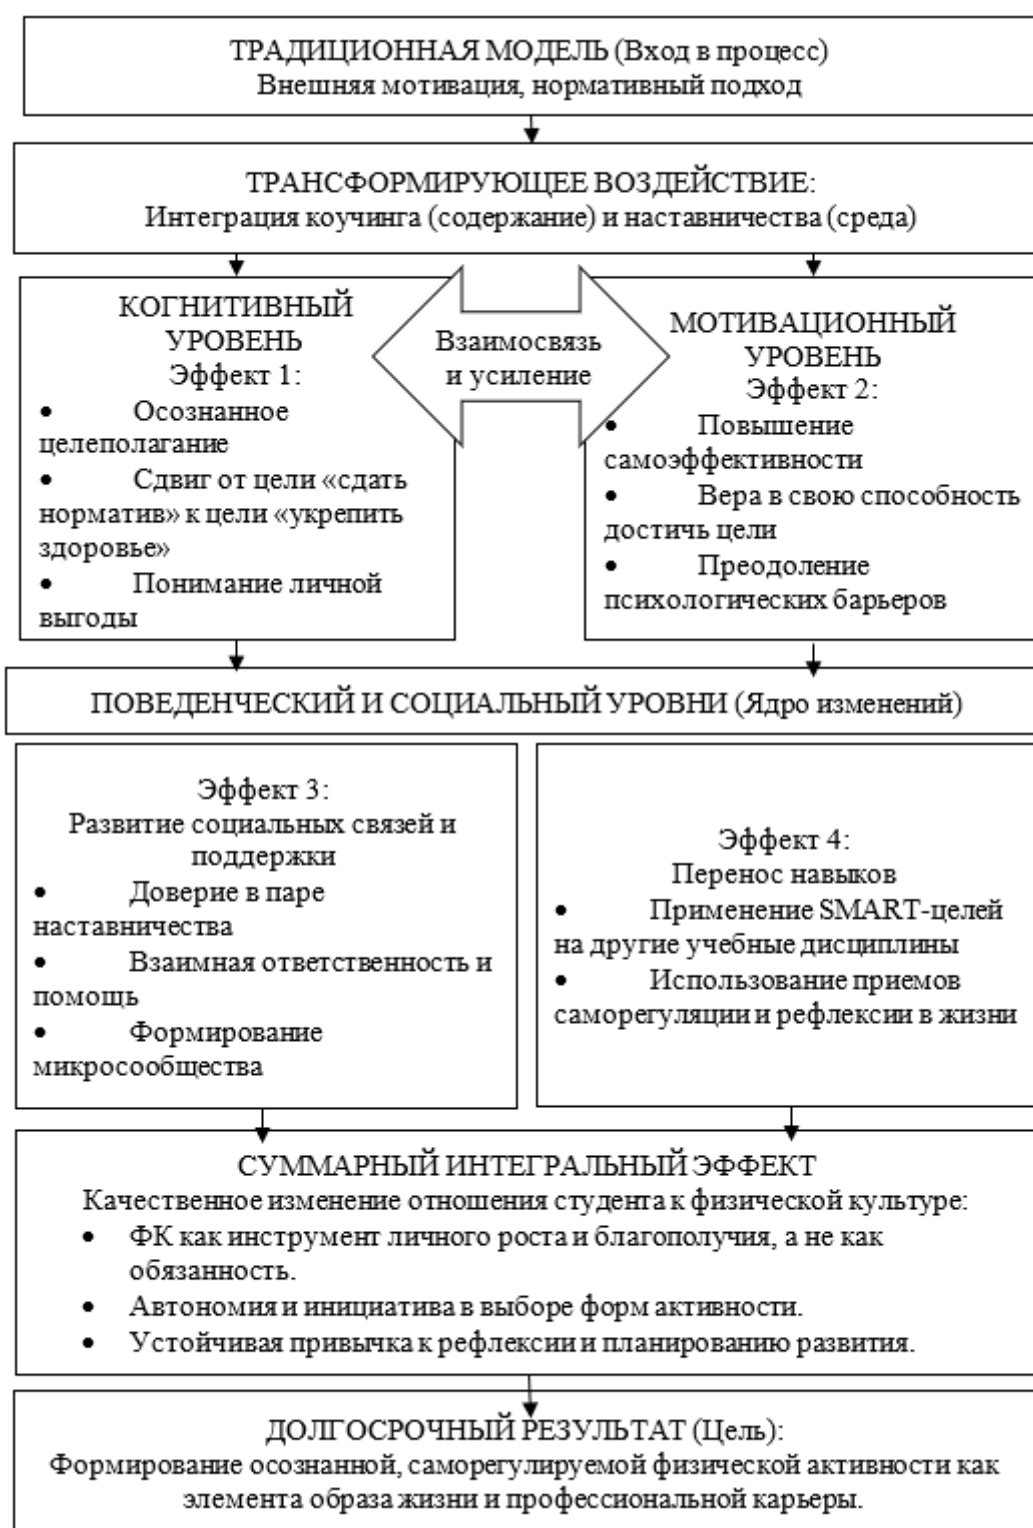 ТРАДИЦИОННАЯ МОДЕЛЬ (Вход в процесс)
Внешняя мотивация, нормативный подход
ТРАНСФОРМИРУЮЩЕЕ ВОЗДЕЙСТВИЕ:
Интеграция коучинга (содержание) и наставничества (среда)
КОГНИТИВНЫЙ
УРОВЕНЬ
Эффект 1:
• Осознанное
целеполагание
• Сдвиг от цели «сдать
норматив» к цели «укрепить
здоровье»
• Понимание личной
выгоды
Взаимосвязь
и усиление
МОТИВАЦИОННЫЙ
УРОВЕНЬ
Эффект 2:
• Повышение
самоэффективности
• Вера в свою способность
достичь цели
• Преодоление
психологических барьеров
ПОВЕДЕНЧЕСКИЙ И СОЦИАЛЬНЫЙ УРОВНИ (Ядро изменений)
Эффект 3:
Развитие социальных связей и
поддержки
• Доверие в паре
наставничества
• Взаимная ответственность и
помощь
• Формирование
микросообщества
Эффект 4:
Перенос навыков
• Применение SMART-целей
на другие учебные дисциплины
• Использование приемов
саморегуляции и рефлексии в жизни
СУММАРНЫЙ ИНТЕГРАЛЬНЫЙ ЭФФЕКТ
Качественное изменение отношения студента к физической культуре:
• ФК как инструмент личного роста и благополучия, а не как
обязанность.
• Автономия и инициатива в выборе форм активности.
• Устойчивая привычка к рефлексии и планированию развития.
ДОЛГОСРОЧНЫЙ РЕЗУЛЬТАТ (Цель):
Формирование осознанной, саморегулируемой физической активности как
элемента образа жизни и профессиональной карьеры.